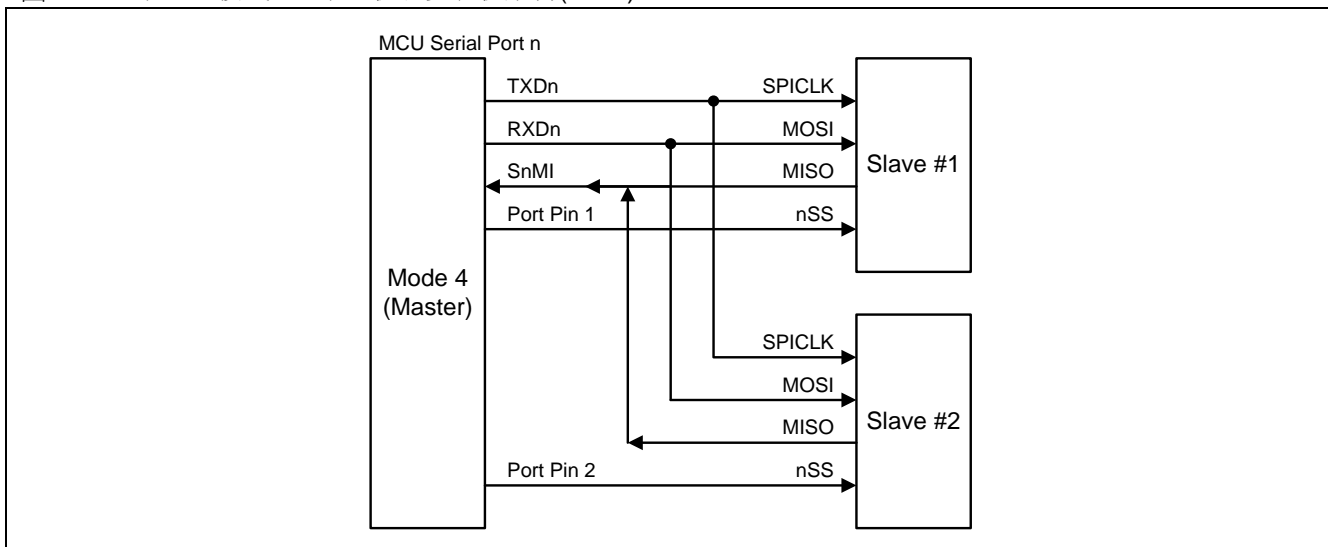 MCU Serial Port n
TXDn
SPICLK
RXDn
MOSI
SnMI
MISO
Port Pin 1
nSS
Slave #1
Mode 4
(Master)
SPICLK
MOSI
MISO
Port Pin 2
nSS
Slave #2